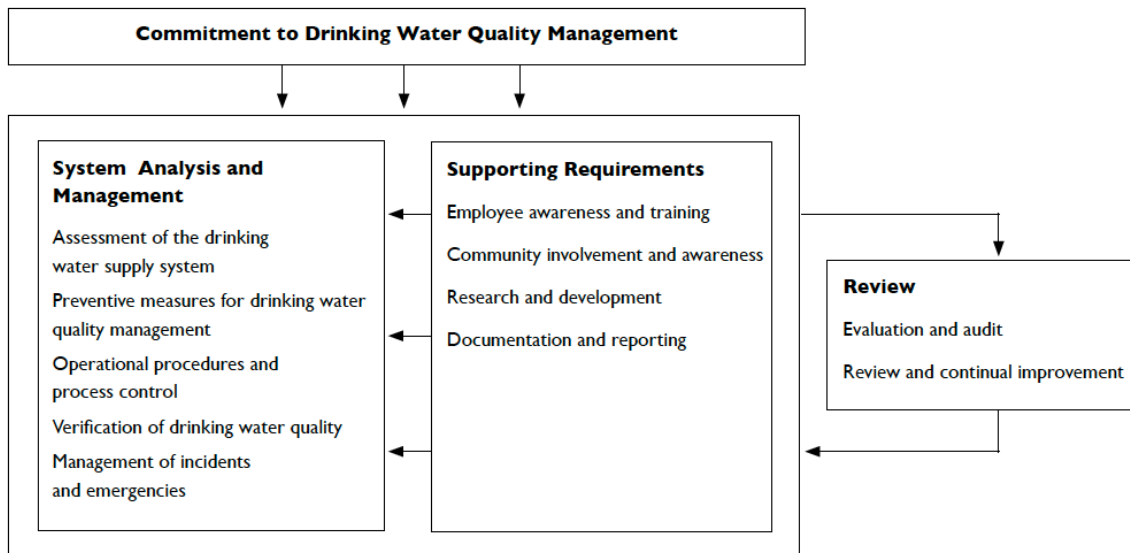 Commitment to Drinking Water Quality Management
System Analysis and
Management
Assessment of the drinking
water supply system
Preventive measures for drinking water
quality management
Operational procedures and
process control
Verification of drinking water quality
Management of incidents
and emergencies
Supporting Requirements
Employee awareness and training
Community involvement and awareness
Research and development
Documentation and reporting
Review
Evaluation and audit
Review and continual improvement